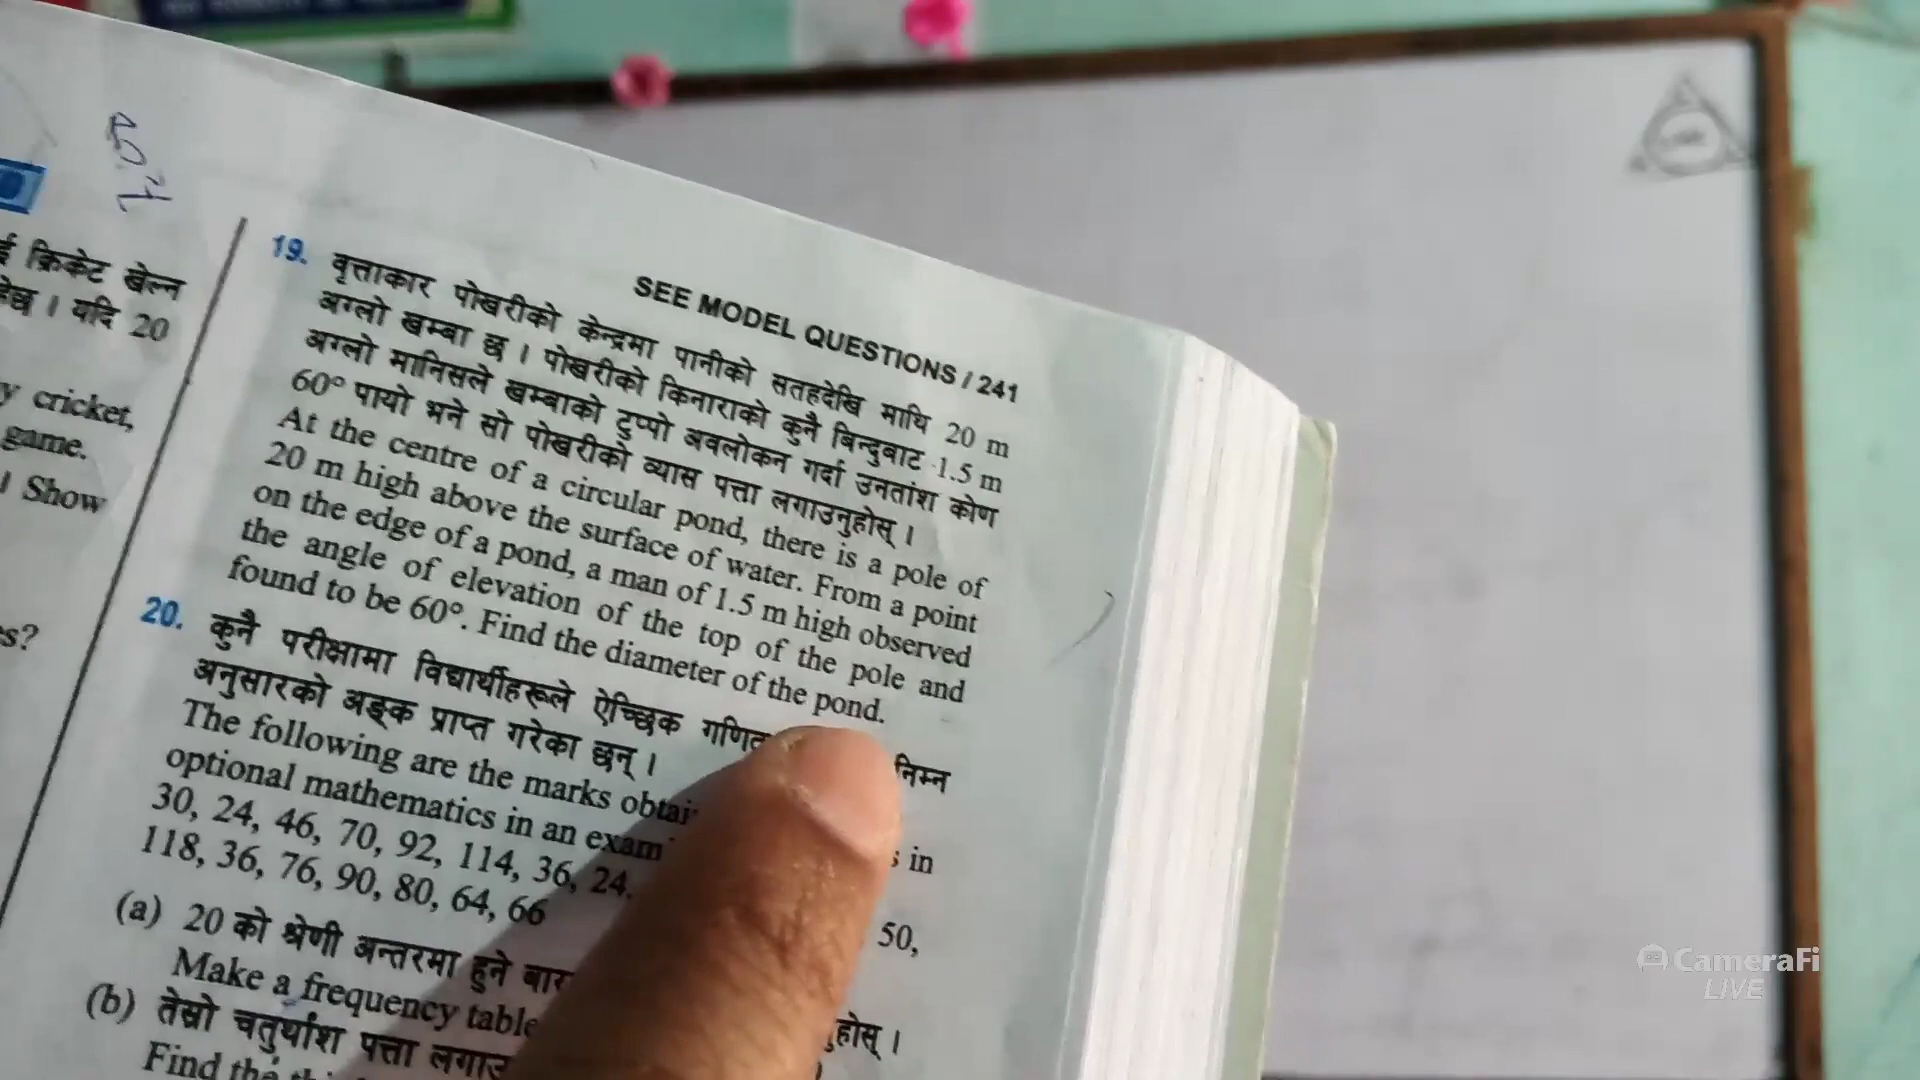 ई क्रिकेट खेल्न
। यदि 20
y cricket,
game.
Show
s?
SEE MODEL QUESTIONS / 241
19. वृत्ताकार पोखरीको केन्द्रमा पानीको सतहदेखि माथि 20 m
अग्लो खम्बा छ । पोखरीको किनाराको कुनै बिन्दुबाट 1.5 m
अग्लो मानिसले खम्बाको टुप्पो अवलोकन गर्दा उनतांश कोण
60° पायो भने सो पोखरीको व्यास पत्ता लगाउनुहोस् ।
At the centre of a circular pond, there is a pole of
20 m high above the surface of water. From a point
on the edge of a pond, a man of 1.5 m high observed
the angle of elevation of the top of the pole and
found to be 60°. Find the diameter of the pond.
20. कुनै परीक्षामा विद्यार्थीहरूले ऐच्छिक निम्न
अनुसारको अङ्क प्राप्त गरेका छन् ।
The following are the marks in
optional mathematics in an
30, 24, 46, 70, 92, 114, 36, 24. 50,
118, 36, 76, 90, 80, 64, 66
(a) 20 को श्रेणी अन्तरमा हुने
Make a frequency table
(b) तेस्रो चतुर्थांश पत्ता
Find the
CameraFi
LIVE